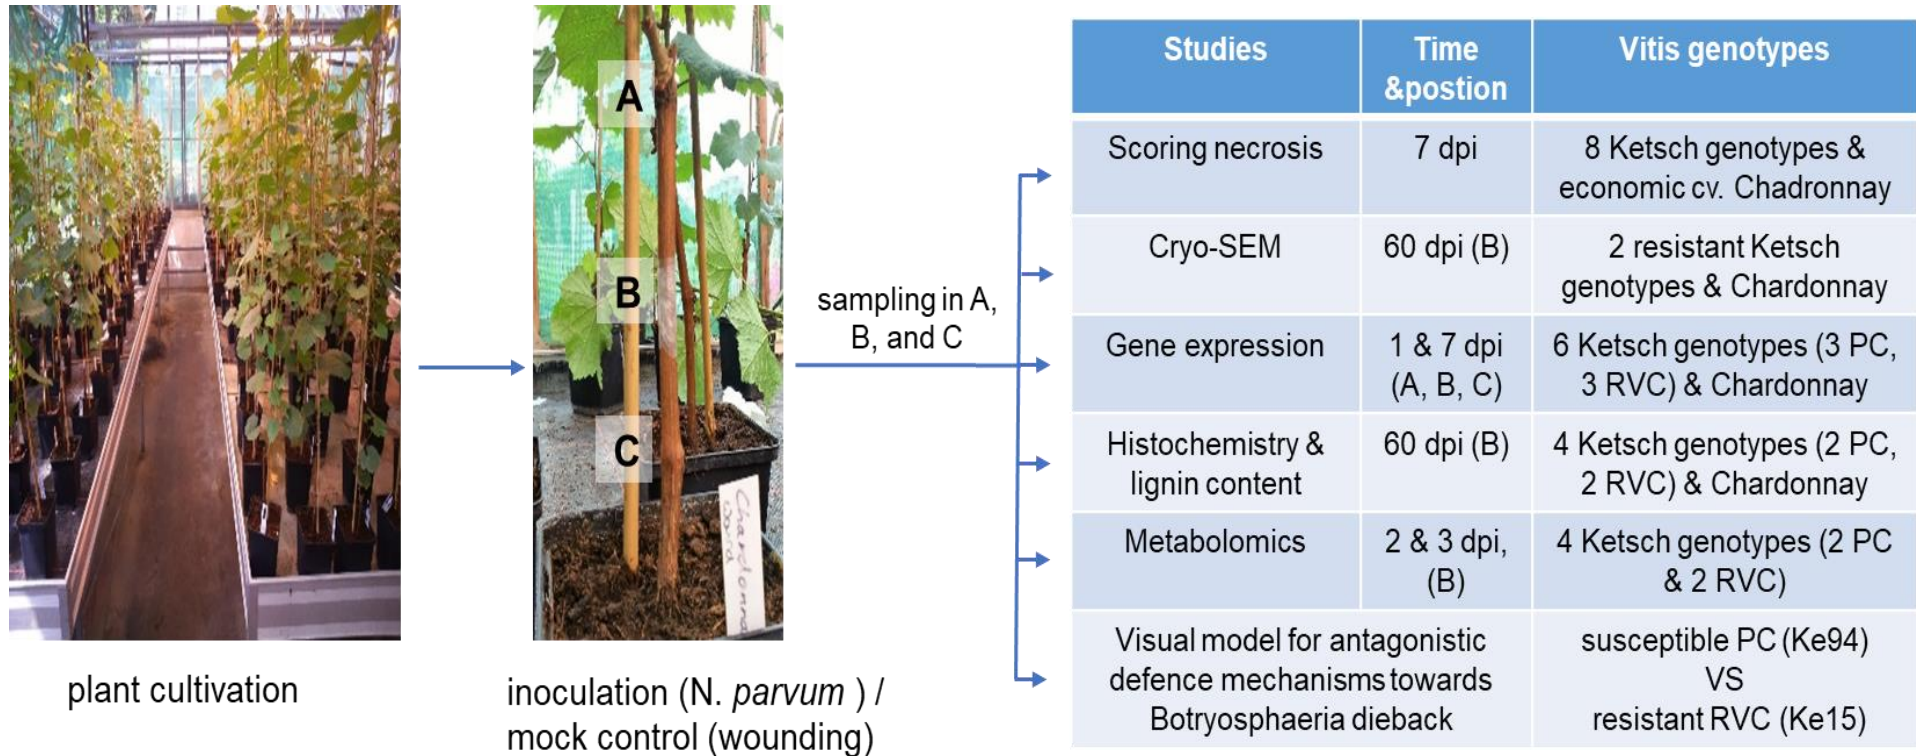 A
B
C
Chardonnay
plant cultivation
inoculation (N. parvum ) /
mock control (wounding)
sampling in A,
B, and C
Studies
Time
&postion
Vitis genotypes
Scoring necrosis
7 dpi
8 Ketsch genotypes &
economic cv. Chadronnay
Cryo-SEM
60 dpi (B)
2 resistant Ketsch
genotypes & Chardonnay
Gene expression
1 & 7 dpi
(A, B, C)
6 Ketsch genotypes (3 PC,
3 RVC) & Chardonnay
Histochemistry &
lignin content
60 dpi (B)
4 Ketsch genotypes (2 PC,
2 RVC) & Chardonnay
Metabolomics
2 & 3 dpi,
(B)
4 Ketsch genotypes (2 PC
& 2 RVC)
Visual model for antagonistic
defence mechanisms towards
Botryosphaeria dieback
susceptible PC (Ke94)
VS
resistant RVC (Ke15)